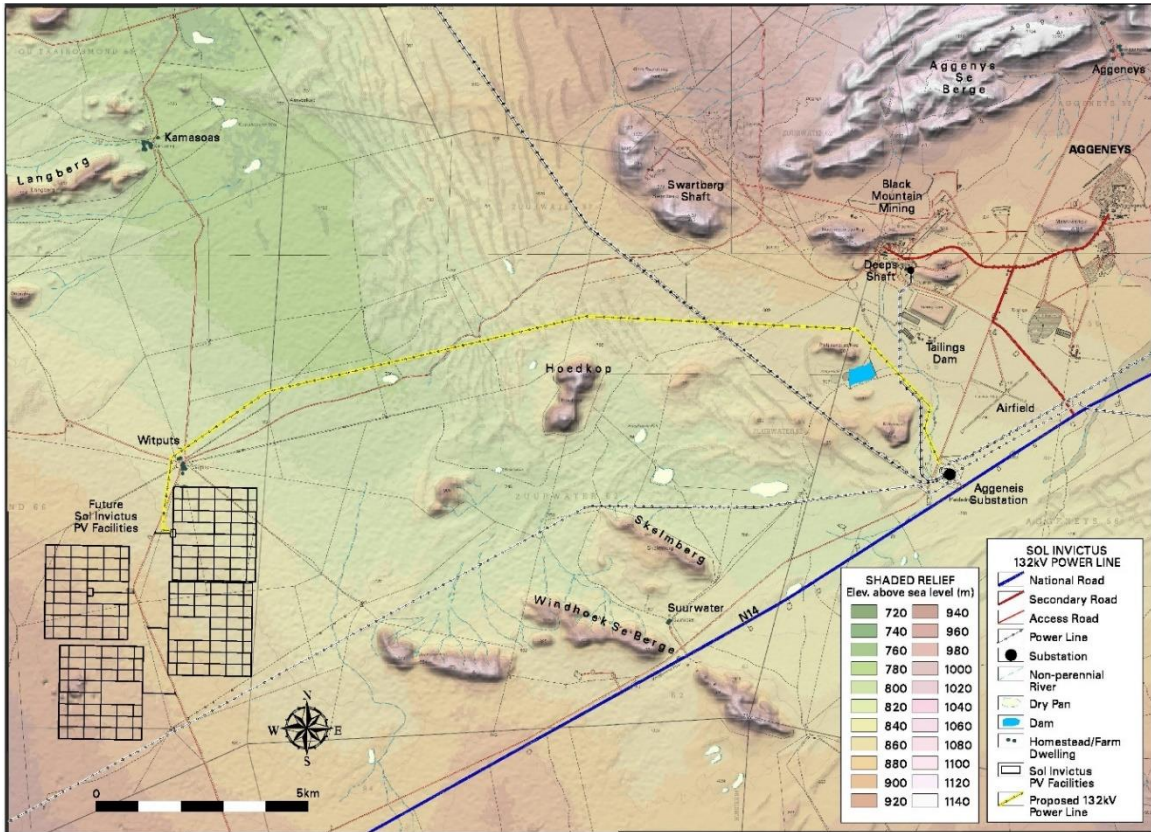 Aggenys
Se
Berge
Aggeneys
Kamasoas
Langberg
AGGENEYS
Swartberg
Shaft
Black
Mountain
Mining
Deeps
Shaft
Tailings
Dam
Hoedkop
Airfield
Witputs
Aggeneis
Substation
Future
Sol Invictus
PV Facilities
ZUURWATER 62
Skelmberg
Windhoek Se Berge
Suurwater
N14
N
W E
S
0 5km
SHADED RELIEF
Elev. above sea level (m)
720 940
740 960
760 980
780 1000
800 1020
820 1040
840 1060
860 1080
880 1100
900 1120
920 1140
SOL INVICTUS
132kV POWER LINE
National Road
Secondary Road
Access Road
Power Line
Substation
Non-perennial
River
Dry Pan
Dam
Homestead/Farm
Dwelling
Sol Invictus
PV Facilities
Proposed 132kV
Power Line